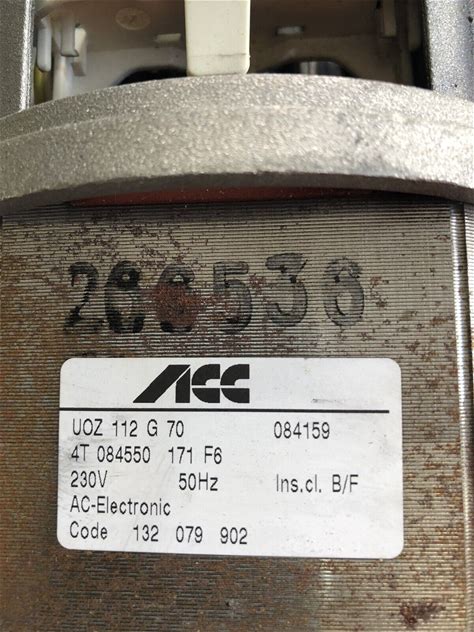 200536
ACC
UOZ 112 G 70 084159
4T 084550 171 F6
230V 50Hz Ins.cl. B/F
AC-Electronic
Code 132 079 902